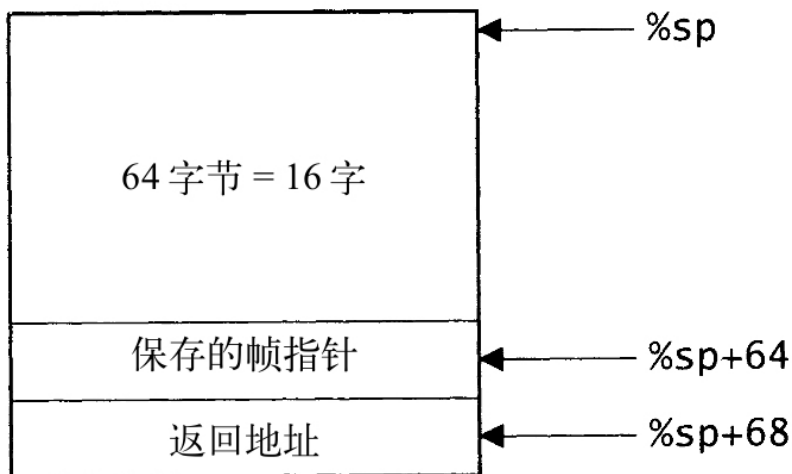 %sp
64 字节 = 16 字
保存的帧指针
%sp+64
返回地址
%sp+68